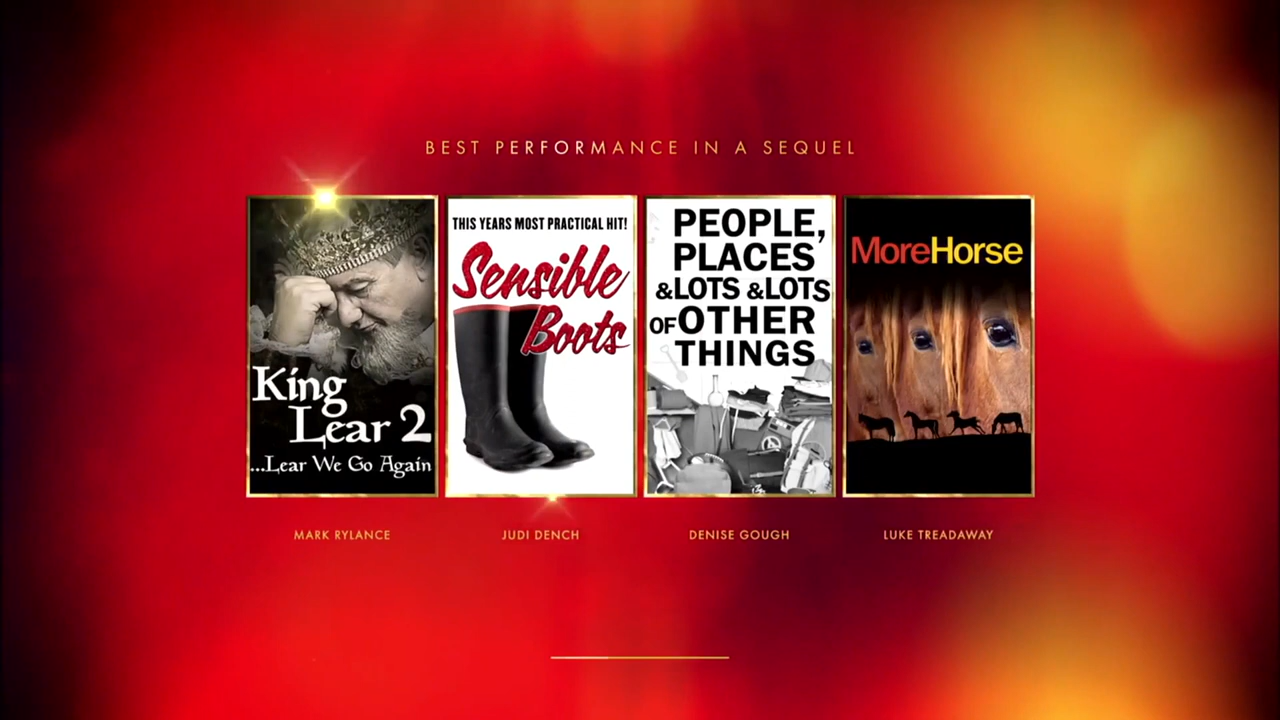 BEST PERFORMANCE IN A SEQUEL
King
Lear 2
...Lear We Go Again
MARK RYLANCE
THIS YEARS MOST PRACTICAL HIT!
Sensible
Boots
JUDI DENCH
PEOPLE,
PLACES
&LOTS &LOTS
OF OTHER
THINGS
DENISE GOUGH
MoreHorse
LUKE TREADAWAY